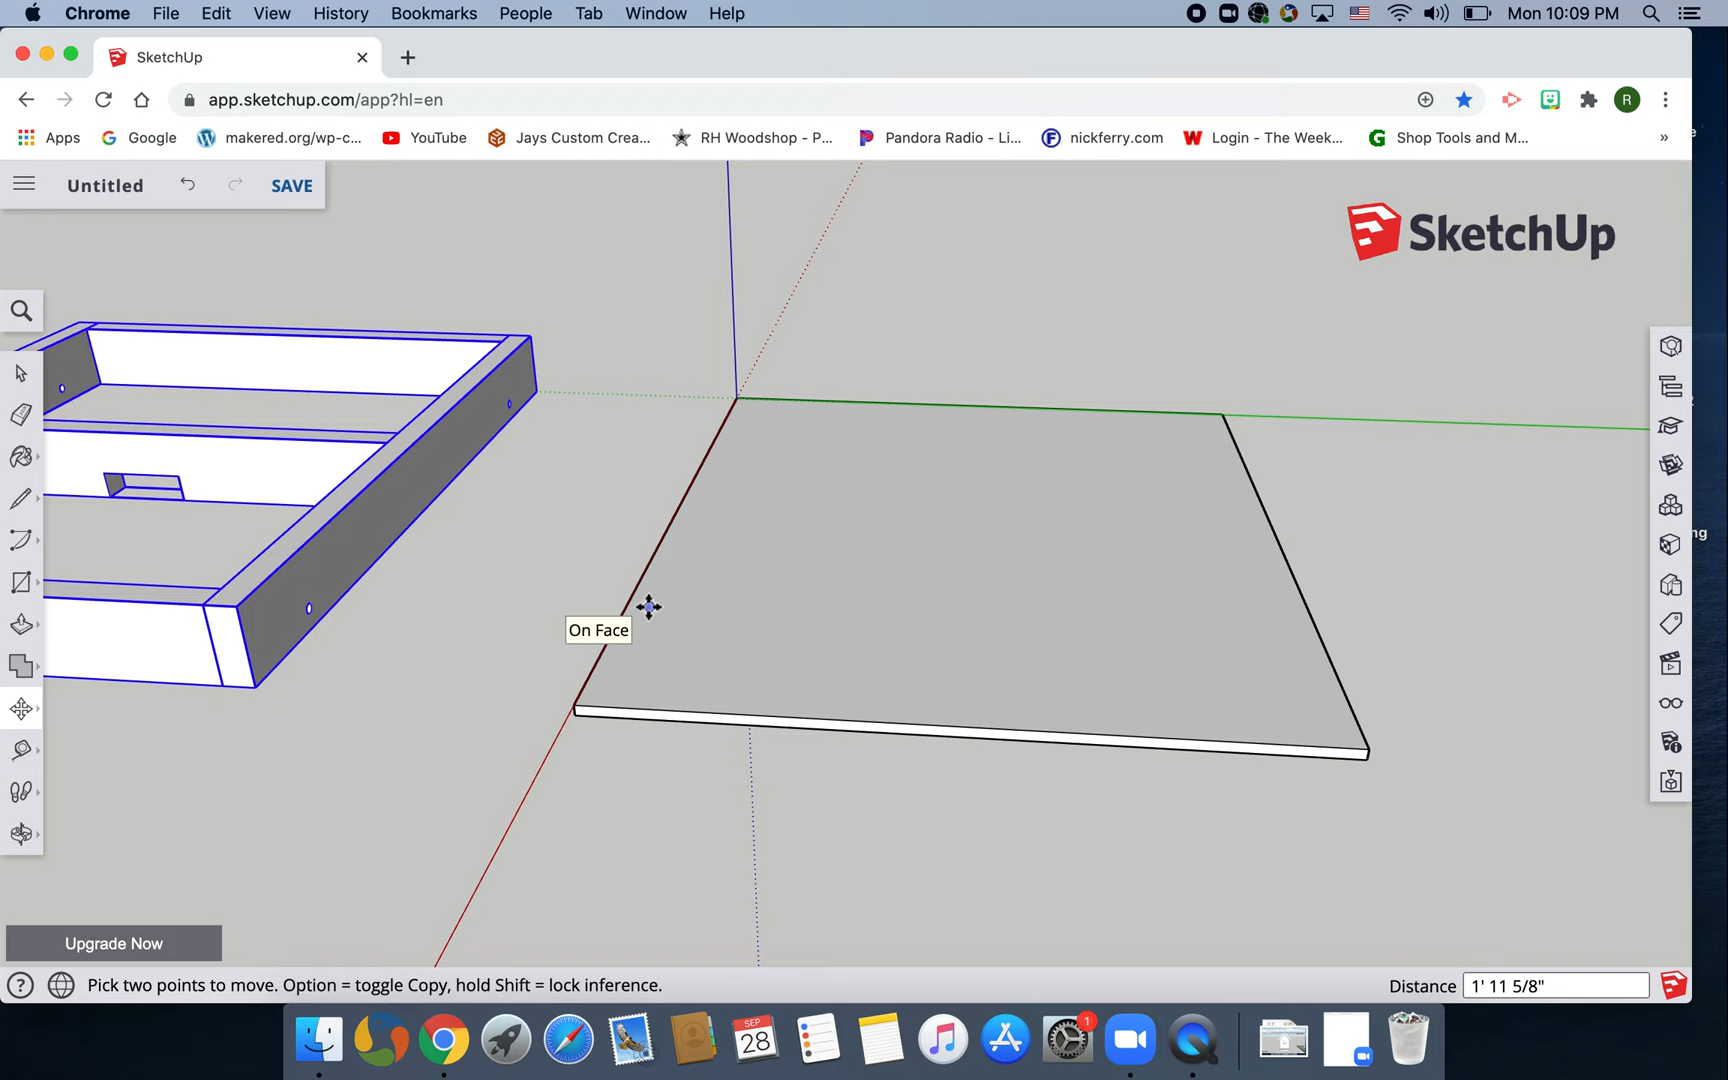 Chrome File Edit View History Bookmarks People Tab Window Help Mon 10:09 PM
SketchUp
app.sketchup.com/app?hl=en
R
Apps Google makered.org/wp-c... YouTube Jays Custom Crea... RH Woodshop - P... Pandora Radio - Li... nickferry.com Login - The Week... Shop Tools and M... »
Untitled SAVE
SketchUp
ng
On Face
Upgrade Now
Pick two points to move. Option = toggle Copy, hold Shift = lock inference. Distance 1' 11 5/8"
SEP
28
1